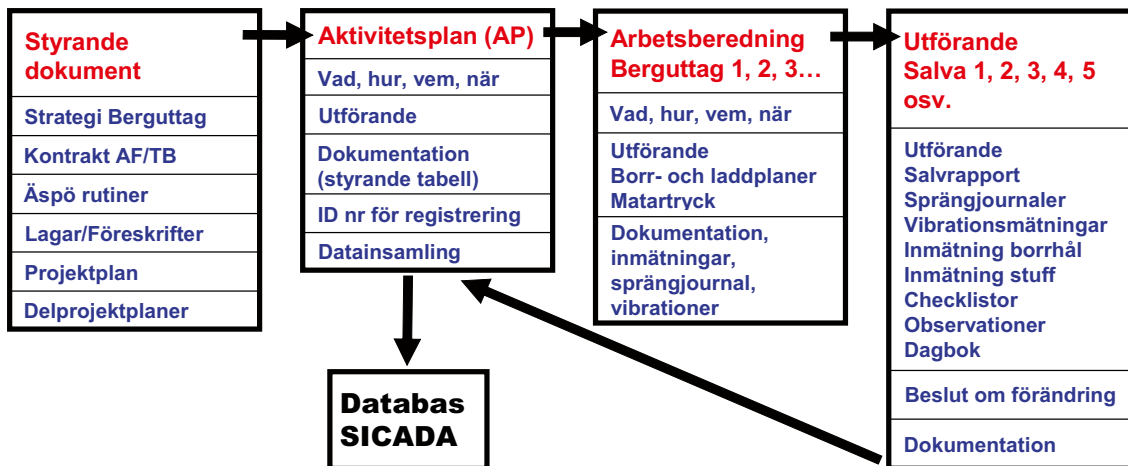 Styrande
dokument
Strategi Berguttag
Kontrakt AF/TB
Äspö rutiner
Lagar/Föreskrifter
Projektplan
Delprojektplaner
Aktivitetsplan (AP)
Vad, hur, vem, när
Utförande
Dokumentation
(styrande tabell)
ID nr för registrering
Datainsamling
Databas
SICADA
Arbetsberedning
Berguttag 1, 2, 3…
Vad, hur, vem, när
Utförande
Borr- och laddplaner
Matartryck
Dokumentation,
inmätningar,
sprängjournal,
vibrationer
Utförande
Salva 1, 2, 3, 4, 5
osv.
Utförande
Salvrapport
Sprängjournaler
Vibrationsmätningar
Inmätning borrhål
Inmätning stuff
Checklistor
Observationer
Dagbok
Beslut om förändring
Dokumentation